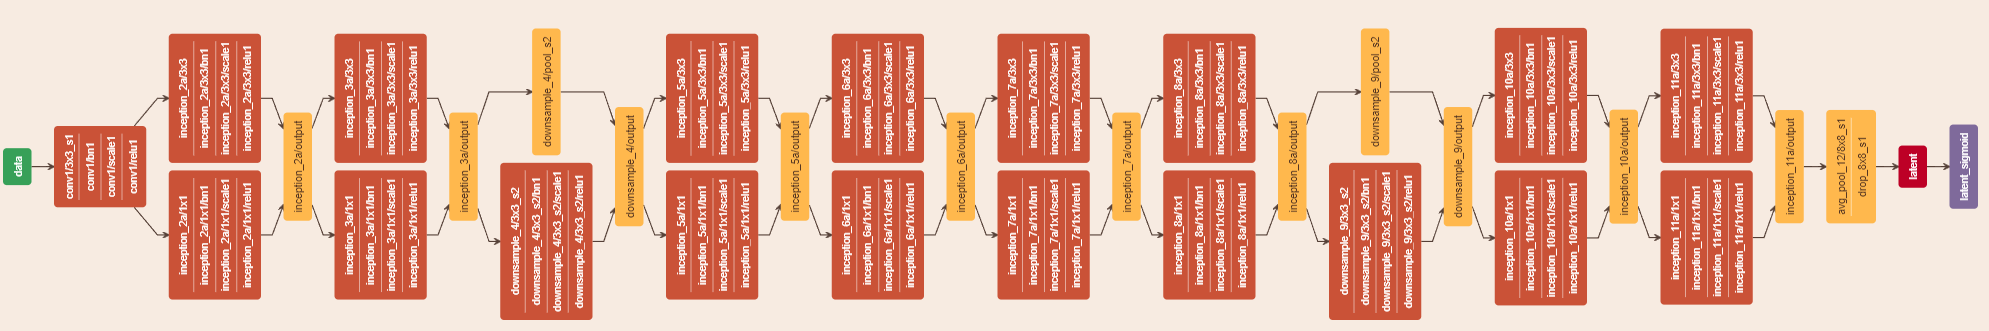 data
conv1/3x3_s1
conv1/bn1
conv1/scale1
conv1/relu1
inception_2a/3x3
inception_2a/3x3/bn1
inception_2a/3x3/scale1
inception_2a/3x3/relu1
inception_2a/1x1
inception_2a/1x1/bn1
inception_2a/1x1/scale1
inception_2a/1x1/relu1
inception_2a/output
inception_3a/3x3
inception_3a/3x3/bn1
inception_3a/3x3/scale1
inception_3a/3x3/relu1
inception_3a/1x1
inception_3a/1x1/bn1
inception_3a/1x1/scale1
inception_3a/1x1/relu1
inception_3a/output
downsample_4/pool_s2
downsample_4/3x3_s2
downsample_4/3x3_s2/bn1
downsample_4/3x3_s2/scale1
downsample_4/3x3_s2/relu1
downsample_4/output
inception_5a/3x3
inception_5a/3x3/bn1
inception_5a/3x3/scale1
inception_5a/3x3/relu1
inception_5a/1x1
inception_5a/1x1/bn1
inception_5a/1x1/scale1
inception_5a/1x1/relu1
inception_5a/output
inception_6a/3x3
inception_6a/3x3/bn1
inception_6a/3x3/scale1
inception_6a/3x3/relu1
inception_6a/1x1
inception_6a/1x1/bn1
inception_6a/1x1/scale1
inception_6a/1x1/relu1
inception_6a/output
inception_7a/3x3
inception_7a/3x3/bn1
inception_7a/3x3/scale1
inception_7a/3x3/relu1
inception_7a/1x1
inception_7a/1x1/bn1
inception_7a/1x1/scale1
inception_7a/1x1/relu1
inception_7a/output
inception_8a/3x3
inception_8a/3x3/bn1
inception_8a/3x3/scale1
inception_8a/3x3/relu1
inception_8a/1x1
inception_8a/1x1/bn1
inception_8a/1x1/scale1
inception_8a/1x1/relu1
inception_8a/output
downsample_9/pool_s2
downsample_9/3x3_s2
downsample_9/3x3_s2/bn1
downsample_9/3x3_s2/scale1
downsample_9/3x3_s2/relu1
downsample_9/output
inception_10a/3x3
inception_10a/3x3/bn1
inception_10a/3x3/scale1
inception_10a/3x3/relu1
inception_10a/1x1
inception_10a/1x1/bn1
inception_10a/1x1/scale1
inception_10a/1x1/relu1
inception_10a/output
inception_11a/3x3
inception_11a/3x3/bn1
inception_11a/3x3/scale1
inception_11a/3x3/relu1
inception_11a/1x1
inception_11a/1x1/bn1
inception_11a/1x1/scale1
inception_11a/1x1/relu1
inception_11a/output
avg_pool_12/8x8_s1
drop_8x8_s1
latent
latent_sigmoid